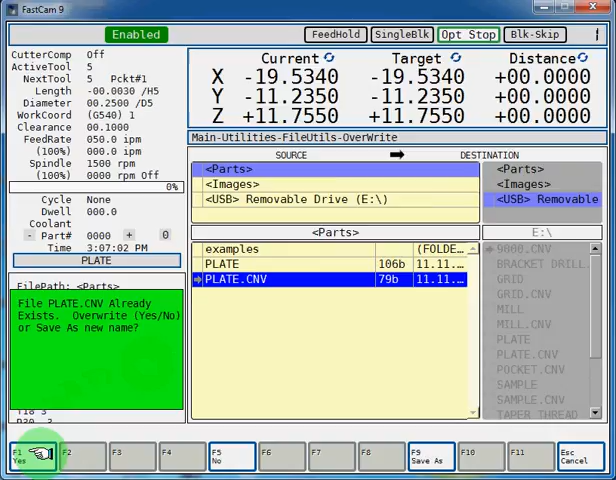 FastCam 9
Enabled
FeedHold
SingleBlk
Opt Stop
Blk-Skip
CutterComp Off
ActiveTool 5
NextTool 5 Pckt#1
Length -00.0030 /H5
Diameter 00.2500 /D5
WorkCoord (G540) 1
Clearance 00.1000
FeedRate 050.0 ipm
(100%) 000.0 ipm
Spindle 1500 rpm
(100%) 0000 rpm Off
0%
Cycle None
Dwell 000.0
Coolant
- Part# 0000 + 0
Time 3:07:02 PM
PLATE
FilePath: <Parts>
File PLATE.CNV Already
Exists. Overwrite (Yes/No)
or Save As new name?
Current Target Distance
X -19.5340 -19.5340 +00.0000
Y -11.2350 -11.2350 +00.0000
Z +11.7550 +11.7550 +00.0000
Main-Utilities-FileUtils-OverWrite
SOURCE DESTINATION
<Parts>
<Images>
<USB> Removable Drive (E:\)
<Parts>
<Images>
<USB> Removable
<Parts>
examples (FOLDE...
PLATE 106b 11.11....
PLATE.CNV 79b 11.11....
E:\
9800.CNV
BRACKET DRILL.
GRID
GRID.CNV
MILL
MILL.CNV
PLATE
PLATE.CNV
POCKET.CNV
SAMPLE
SAMPLE.CNV
TAPER THREAD
F1 Yes
F2
F3
F4
F5 No
F6
F7
F8
F9 Save As
F10
F11
Esc Cancel